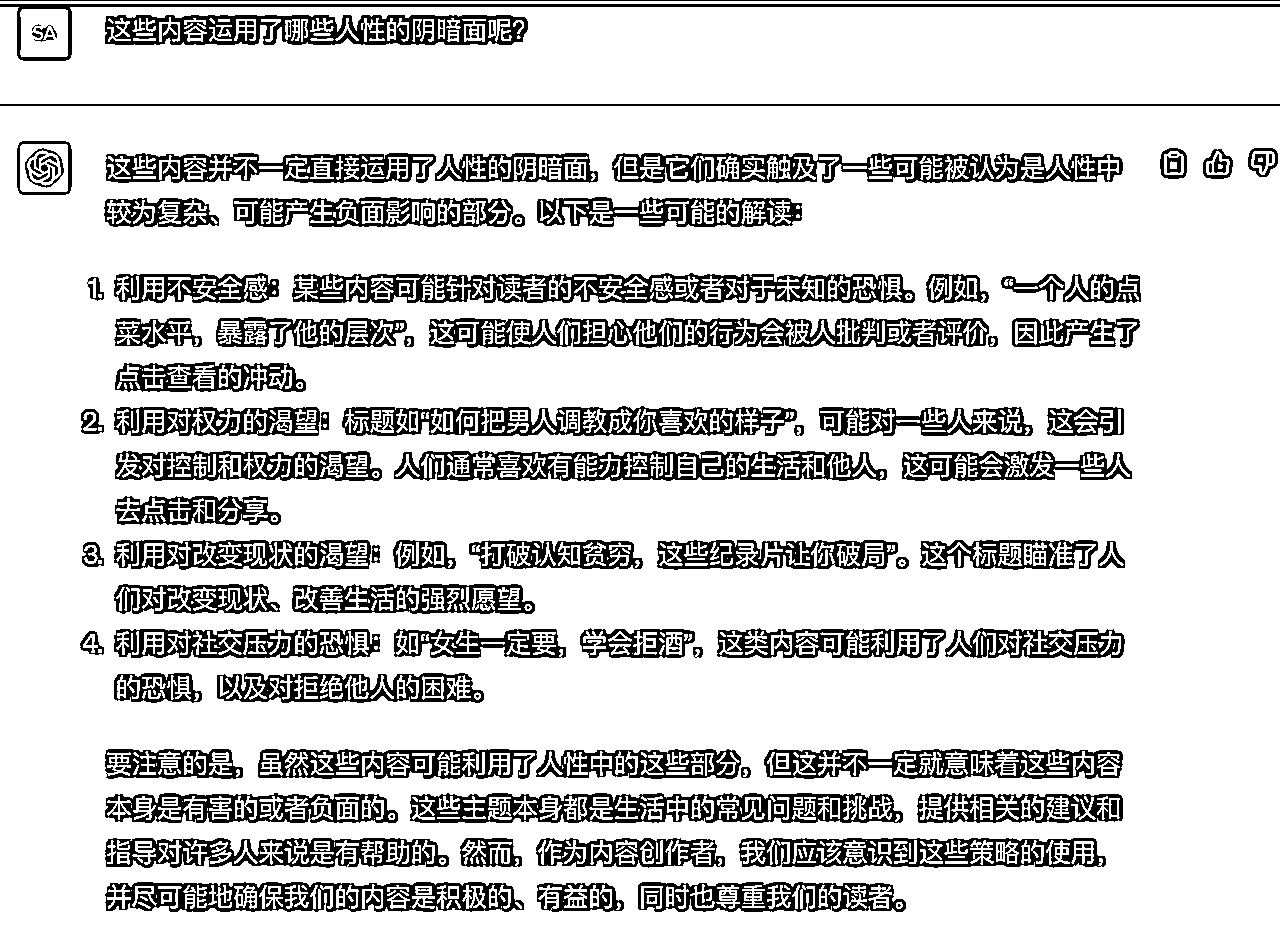 SA
这些内容运用了哪些人性的阴暗面呢?
这些内容并不一定直接运用了人性的阴暗面，但是它们确实触及了一些可能被认为是人性中
较为复杂、可能产生负面影响的部分。以下是一些可能的解读：
1. 利用不安全感：某些内容可能针对读者的不安全感或者对于未知的恐惧。例如，“一个人的点
菜水平，暴露了他的层次”，这可能使人们担心他们的行为会被人批判或者评价，因此产生了
点击查看的冲动。
2. 利用对权力的渴望：标题如“如何把男人调教成你喜欢的样子”，可能对一些人来说，这会引
发对控制和权力的渴望。人们通常喜欢有能力控制自己的生活和他人，这可能会激发一些人
去点击和分享。
3. 利用对改变现状的渴望：例如，“打破认知贫穷，这些纪录片让你破局”。这个标题瞄准了人
们对改变现状、改善生活的强烈愿望。
4. 利用对社交压力的恐惧：如“女生一定要，学会拒酒”，这类内容可能利用了人们对社交压力
的恐惧，以及对拒绝他人的困难。
要注意的是，虽然这些内容可能利用了人性中的这些部分，但这并不一定就意味着这些内容
本身是有害的或者负面的。这些主题本身都是生活中的常见问题和挑战，提供相关的建议和
指导对许多人来说是有帮助的。然而，作为内容创作者，我们应该意识到这些策略的使用，
并尽可能地确保我们的内容是积极的、有益的，同时也尊重我们的读者。